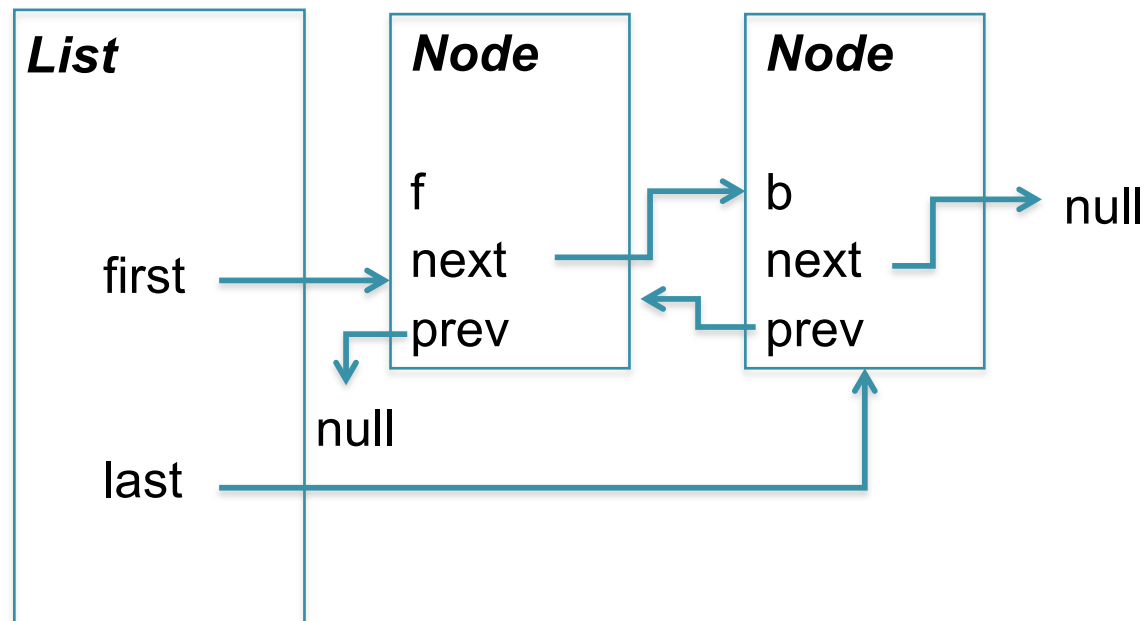 List
first
last
Node
f
next
prev
null
Node
b
next
prev
null